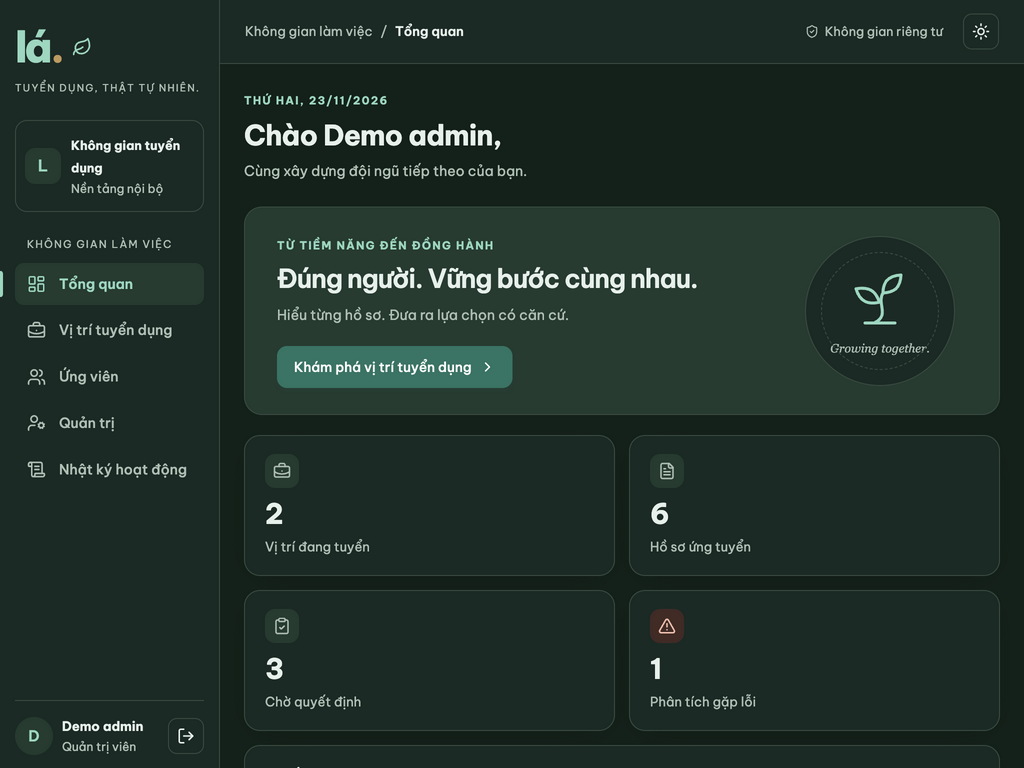 lá.
TUYỂN DỤNG, THẬT TỰ NHIÊN.
L
Không gian tuyển
dụng
Nền tảng nội bộ
KHÔNG GIAN LÀM VIỆC
Tổng quan
Vị trí tuyển dụng
Ứng viên
Quản trị
Nhật ký hoạt động
D
Demo admin
Quản trị viên
Không gian làm việc / Tổng quan
Không gian riêng tư
THỨ HAI, 23/11/2026
Chào Demo admin,
Cùng xây dựng đội ngũ tiếp theo của bạn.
TỪ TIỀM NĂNG ĐẾN ĐỒNG HÀNH
Đúng người. Vững bước cùng nhau.
Hiểu từng hồ sơ. Đưa ra lựa chọn có căn cứ.
Khám phá vị trí tuyển dụng
Growing together.
2
Vị trí đang tuyển
6
Hồ sơ ứng tuyển
3
Chờ quyết định
1
Phân tích gặp lỗi